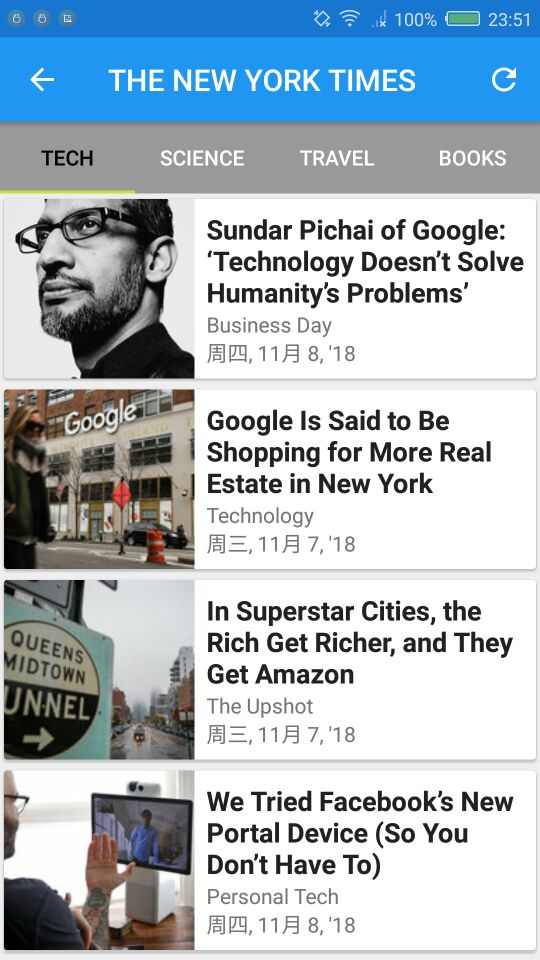 100% 23:51
THE NEW YORK TIMES
TECH SCIENCE TRAVEL BOOKS
Sundar Pichai of Google:
‘Technology Doesn’t Solve
Humanity’s Problems’
Business Day
周四, 11月 8, '18
Google
Google Is Said to Be
Shopping for More Real
Estate in New York
Technology
周三, 11月 7, '18
QUEENS
MIDTOWN
UNNEL
In Superstar Cities, the
Rich Get Richer, and They
Get Amazon
The Upshot
周三, 11月 7, '18
We Tried Facebook’s New
Portal Device (So You
Don’t Have To)
Personal Tech
周四, 11月 8, '18